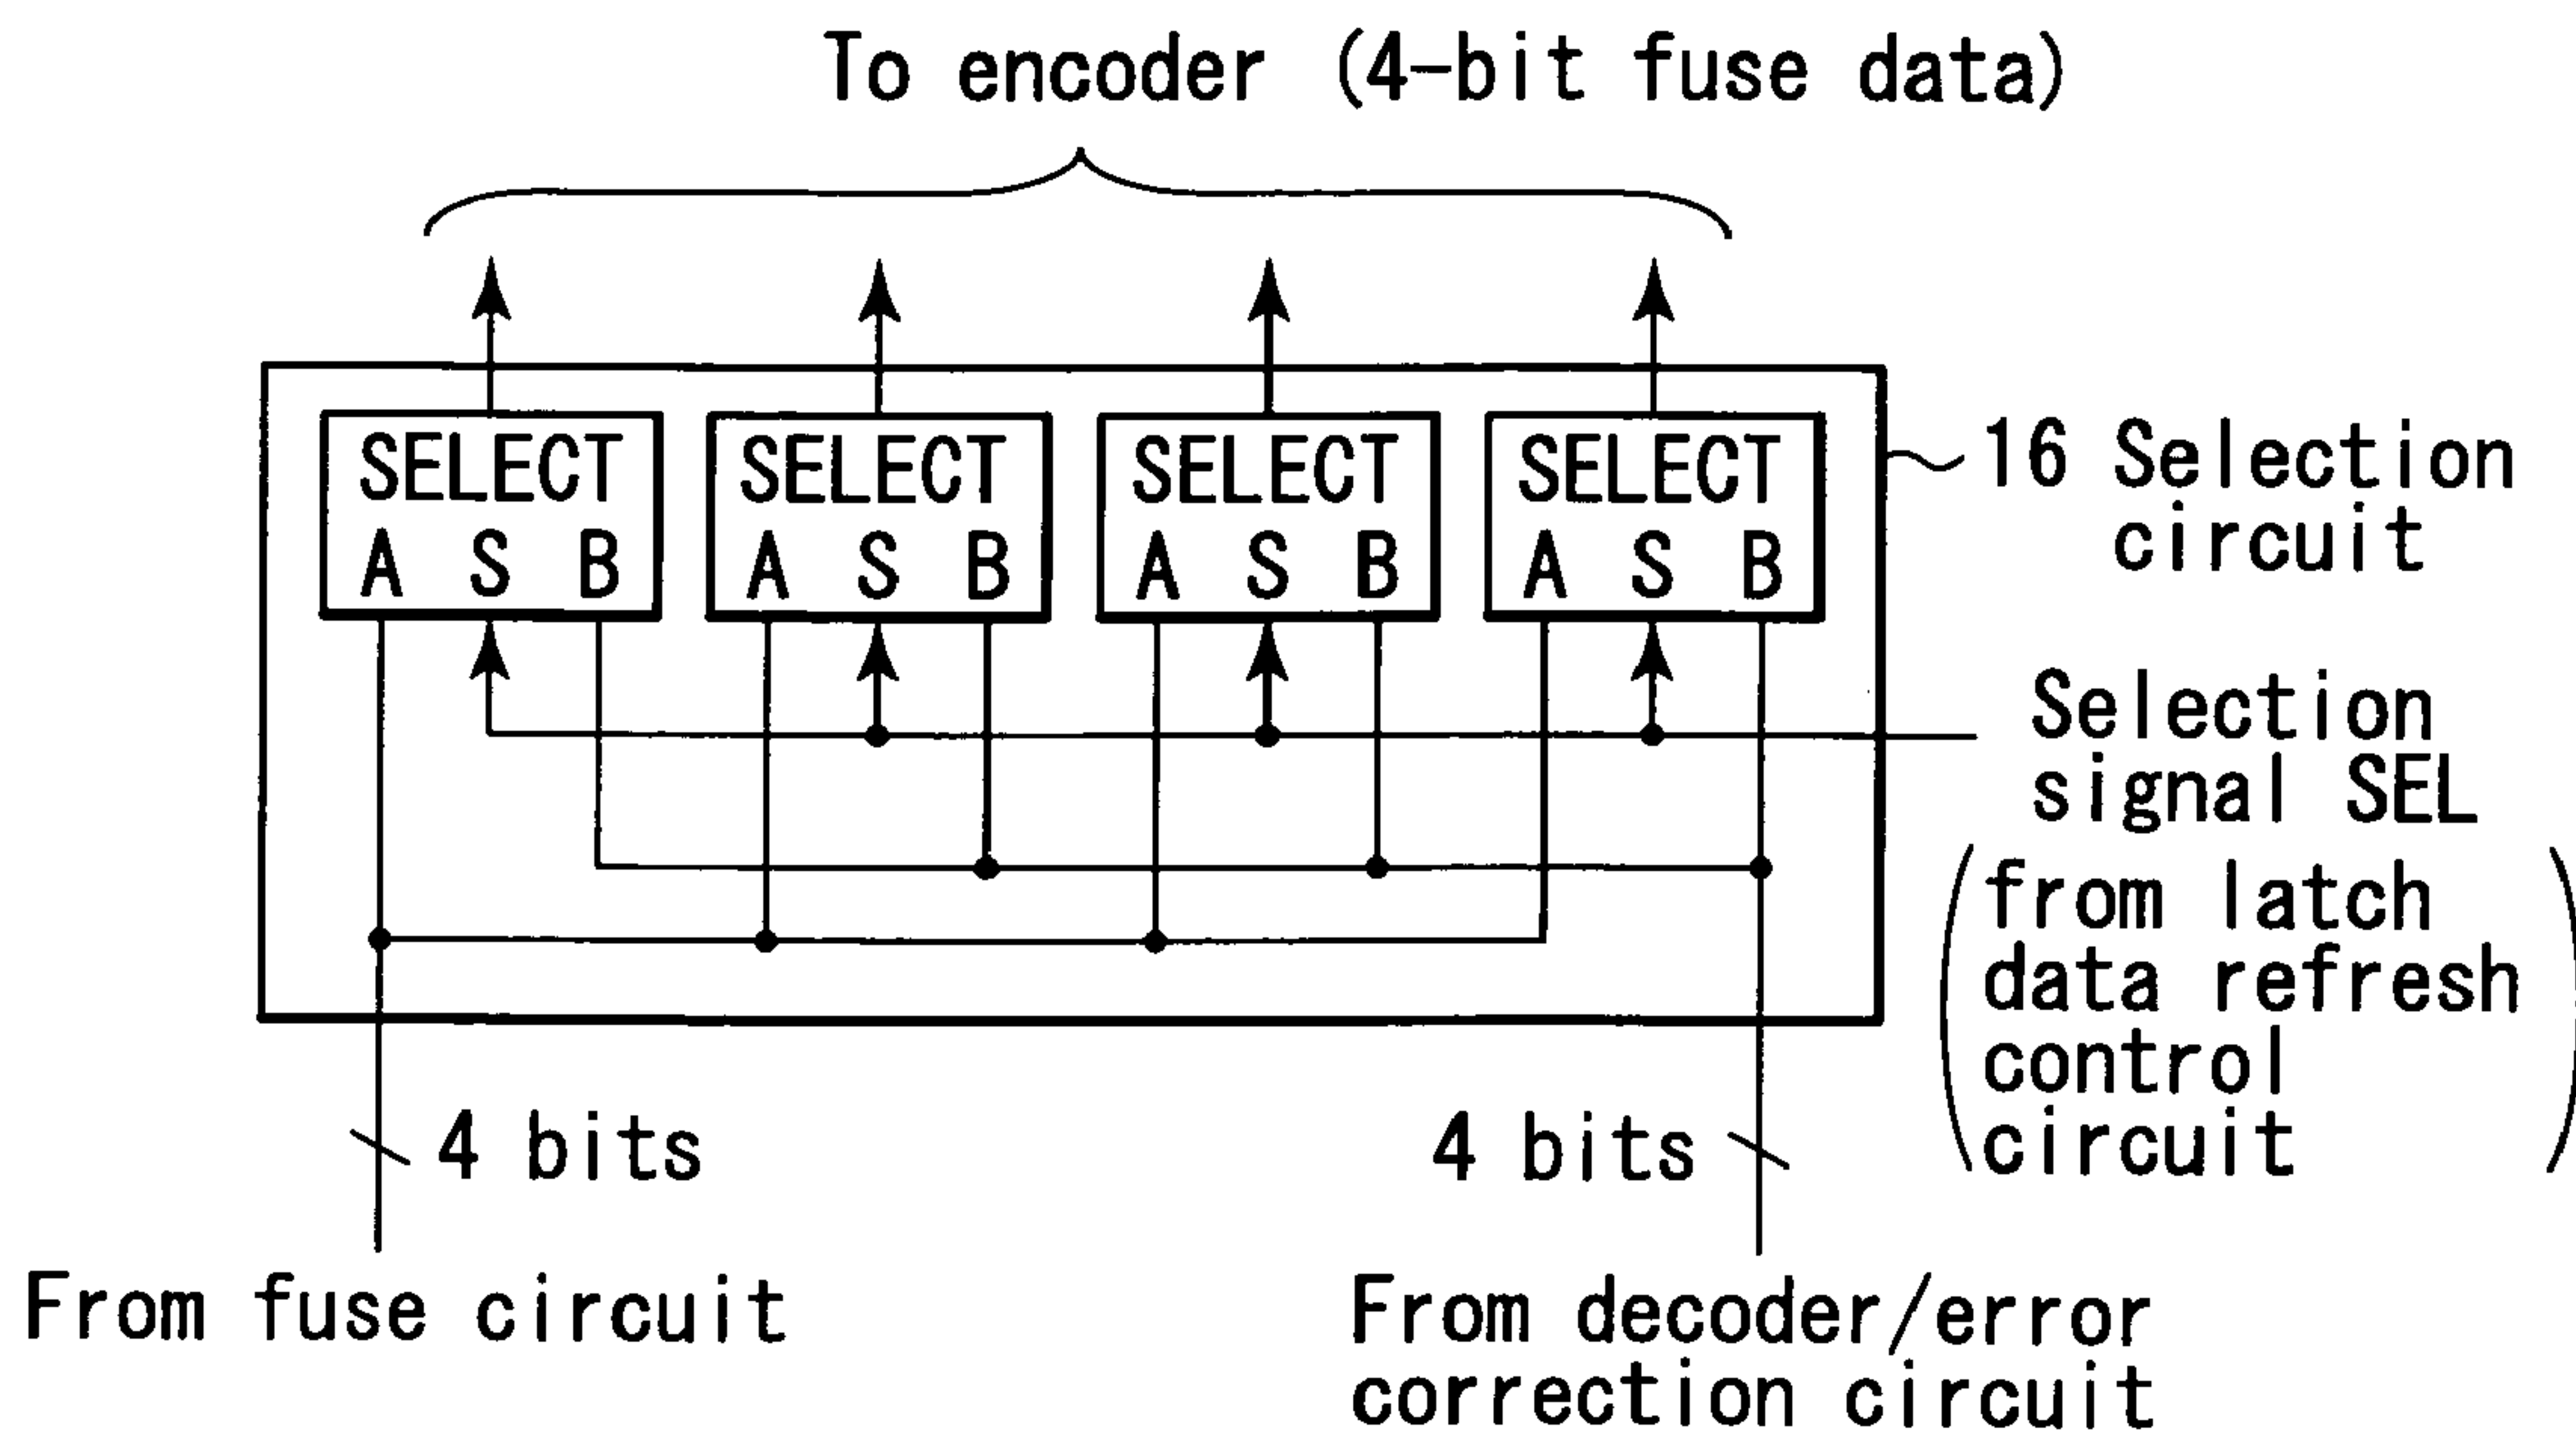 To encoder (4-bit fuse data)
SELECT SELECT SELECT SELECT
A S B A S B A S B A S B
16 Selection
circuit
Selection
signal SEL
(from latch
data refresh
control
circuit)
4 bits
4 bits
From fuse circuit
From decoder/error
correction circuit